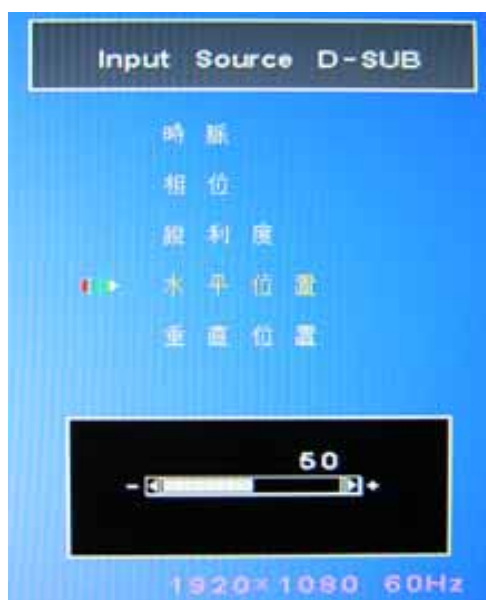 Input Source D-SUB
時脈
相位
銳利度
水平位置
垂直位置
50
- +
1920×1080 60Hz